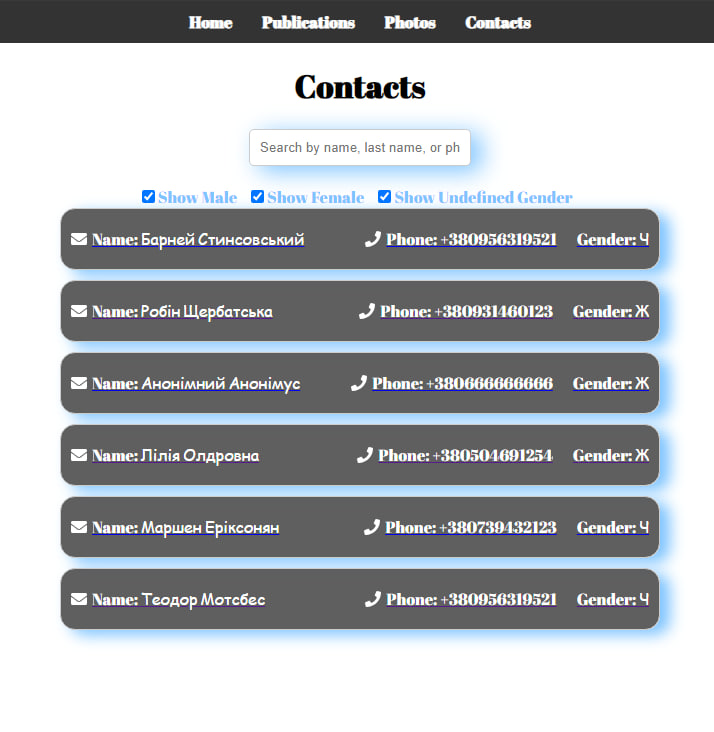 Home Publications Photos Contacts
Contacts
Search by name, last name, or ph
Show Male Show Female Show Undefined Gender
Name: Барней Стинсовський Phone: +380956319521 Gender: Ч
Name: Робін Щербатська Phone: +380931460123 Gender: Ж
Name: Анонімний Анонімус Phone: +380666666666 Gender: Ж
Name: Лілія Олдровна Phone: +380504691254 Gender: Ж
Name: Маршен Еріксонян Phone: +380739432123 Gender: Ч
Name: Теодор Мотсбес Phone: +380956319521 Gender: Ч